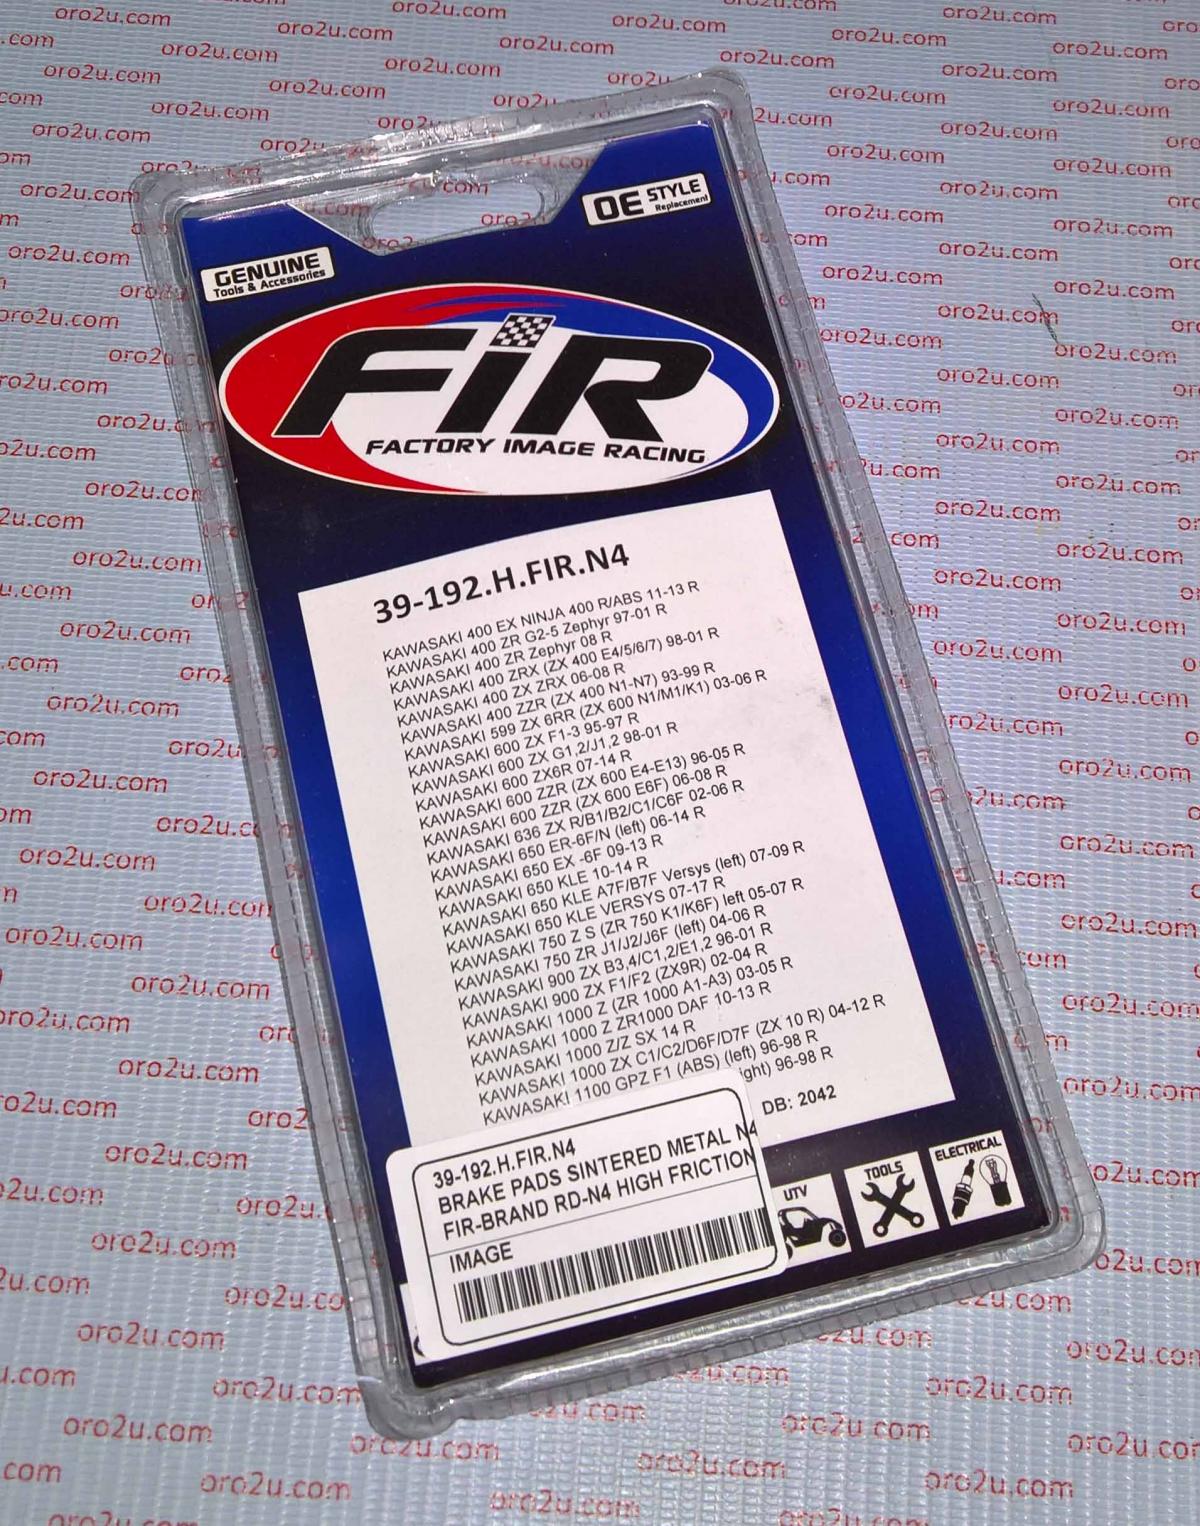 GENUINE
Tools & Accessories
OE STYLE
Replacement
FiR
FACTORY IMAGE RACING
39-192.H.FIR.N4
KAWASAKI 400 EX NINJA 400 R/ABS 11-13 R
KAWASAKI 400 ZR G2-5 Zephyr 97-01 R
KAWASAKI 400 ZR Zephyr 08 R
KAWASAKI 400 ZRX (ZX 400 E4/5/6/7) 98-01 R
KAWASAKI 400 ZX ZRX 06-08 R
KAWASAKI 400 ZZR (ZX 400 N1-N7) 93-99 R
KAWASAKI 599 ZX 6RR (ZX 600 N1/M1/K1) 03-06 R
KAWASAKI 600 ZX F1-3 95-97 R
KAWASAKI 600 ZX G1,2/J1,2 98-01 R
KAWASAKI 600 ZX6R 07-14 R
KAWASAKI 600 ZZR (ZX 600 E4-E13) 96-05 R
KAWASAKI 600 ZZR (ZX 600 E6F) 06-08 R
KAWASAKI 636 ZX R/B1/B2/C1/C6F 02-06 R
KAWASAKI 650 ER-6F/N (left) 06-14 R
KAWASAKI 650 EX -6F 09-13 R
KAWASAKI 650 KLE 10-14 R
KAWASAKI 650 KLE A7F/B7F Versys (left) 07-09 R
KAWASAKI 650 KLE VERSYS 07-17 R
KAWASAKI 750 Z S (ZR 750 K1/K6F) left 05-07 R
KAWASAKI 750 ZR J1/J2/J6F (left) 04-06 R
KAWASAKI 900 ZX B3,4/C1,2/E1,2 96-01 R
KAWASAKI 900 ZX F1/F2 (ZX9R) 02-04 R
KAWASAKI 1000 Z (ZR 1000 A1-A3) 03-05 R
KAWASAKI 1000 Z ZR1000 DAF 10-13 R
KAWASAKI 1000 Z/Z SX 14 R
KAWASAKI 1000 ZX C1/C2/D6F/D7F (ZX 10 R) 04-12 R
KAWASAKI 1100 GPZ F1 (ABS) (left) 96-98 R
96-98 R
DB: 2042
39-192.H.FIR.N4
BRAKE PADS SINTERED METAL N4
FIR-BRAND RD-N4 HIGH FRICTION
IMAGE
UTV
TOOLS
ELECTRICAL
oro2u.com